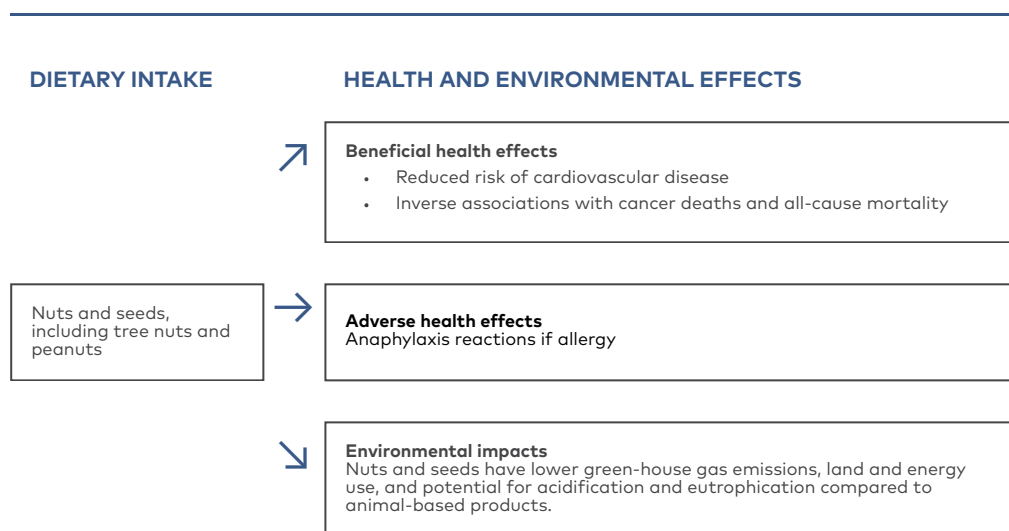 DIETARY INTAKE
HEALTH AND ENVIRONMENTAL EFFECTS
Beneficial health effects
• Reduced risk of cardiovascular disease
• Inverse associations with cancer deaths and all-cause mortality
Nuts and seeds,
including tree nuts and
peanuts
Adverse health effects
Anaphylaxis reactions if allergy
Environmental impacts
Nuts and seeds have lower green-house gas emissions, land and energy
use, and potential for acidification and eutrophication compared to
animal-based products.